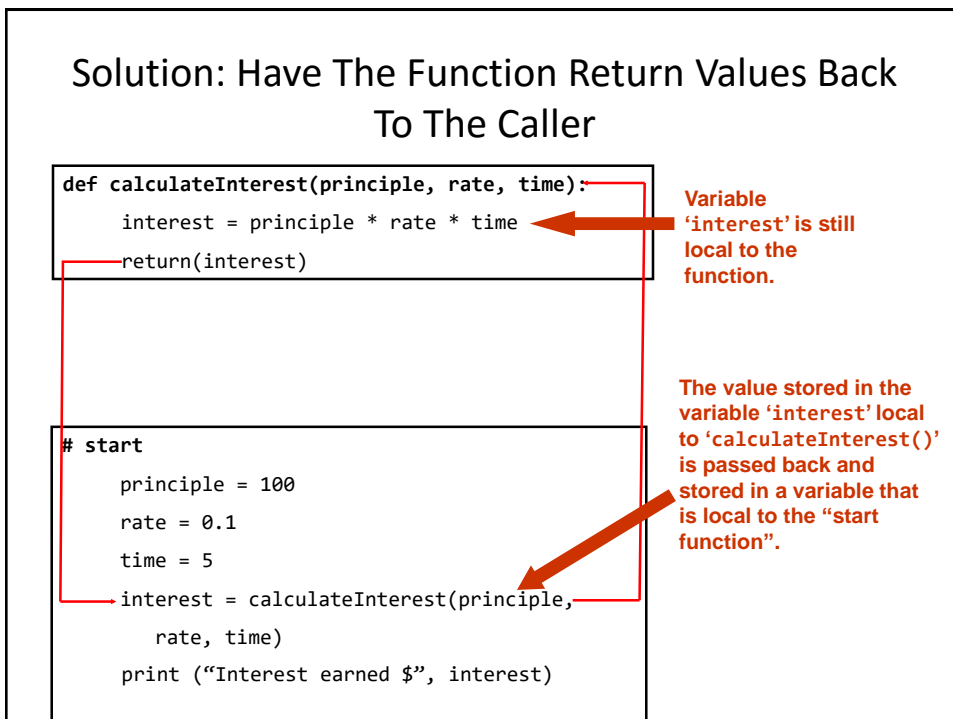 Solution: Have The Function Return Values Back
To The Caller
def calculateInterest(principle, rate, time):
interest = principle * rate * time
return(interest)
Variable
‘interest’ is still
local to the
function.
# start
principle = 100
rate = 0.1
time = 5
interest = calculateInterest(principle,
rate, time)
print (“Interest earned $”, interest)
The value stored in the
variable ‘interest’ local
to ‘calculateInterest()’
is passed back and
stored in a variable that
is local to the “start
function”.